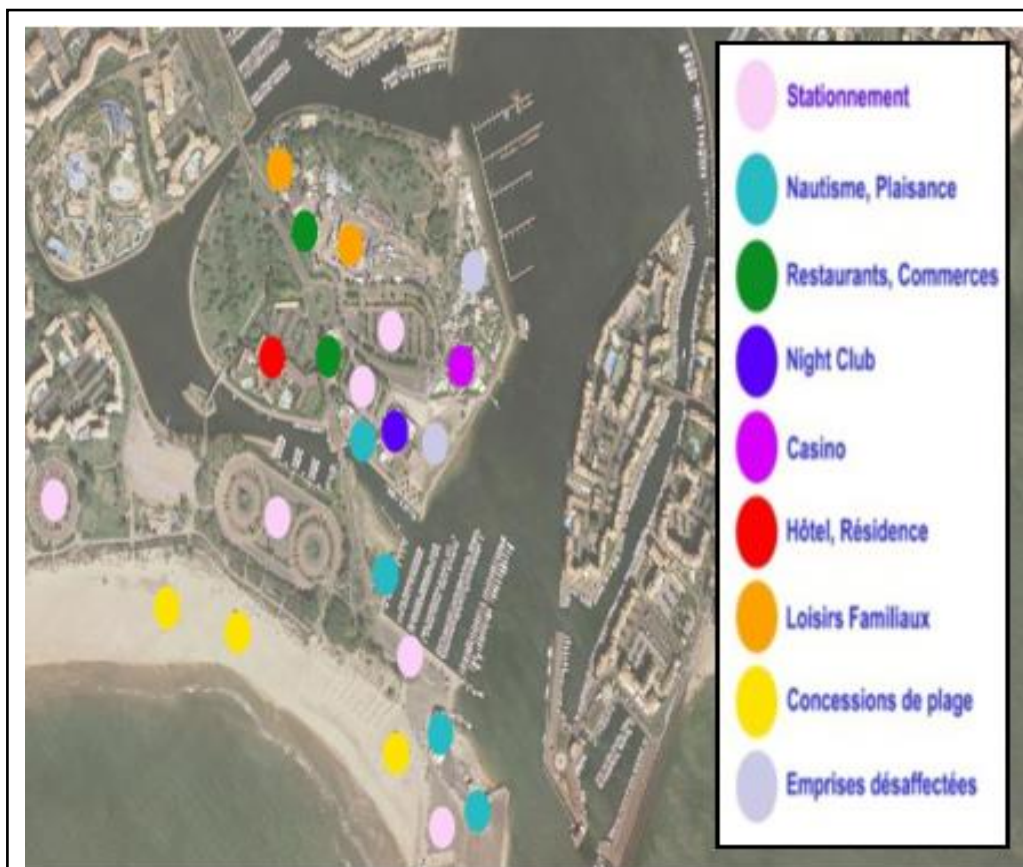 Stationnement
Nautisme, Plaisance
Restaurants, Commerces
Night Club
Casino
Hôtel, Résidence
Loisirs Familiaux
Concessions de plage
Emprises désaffectées